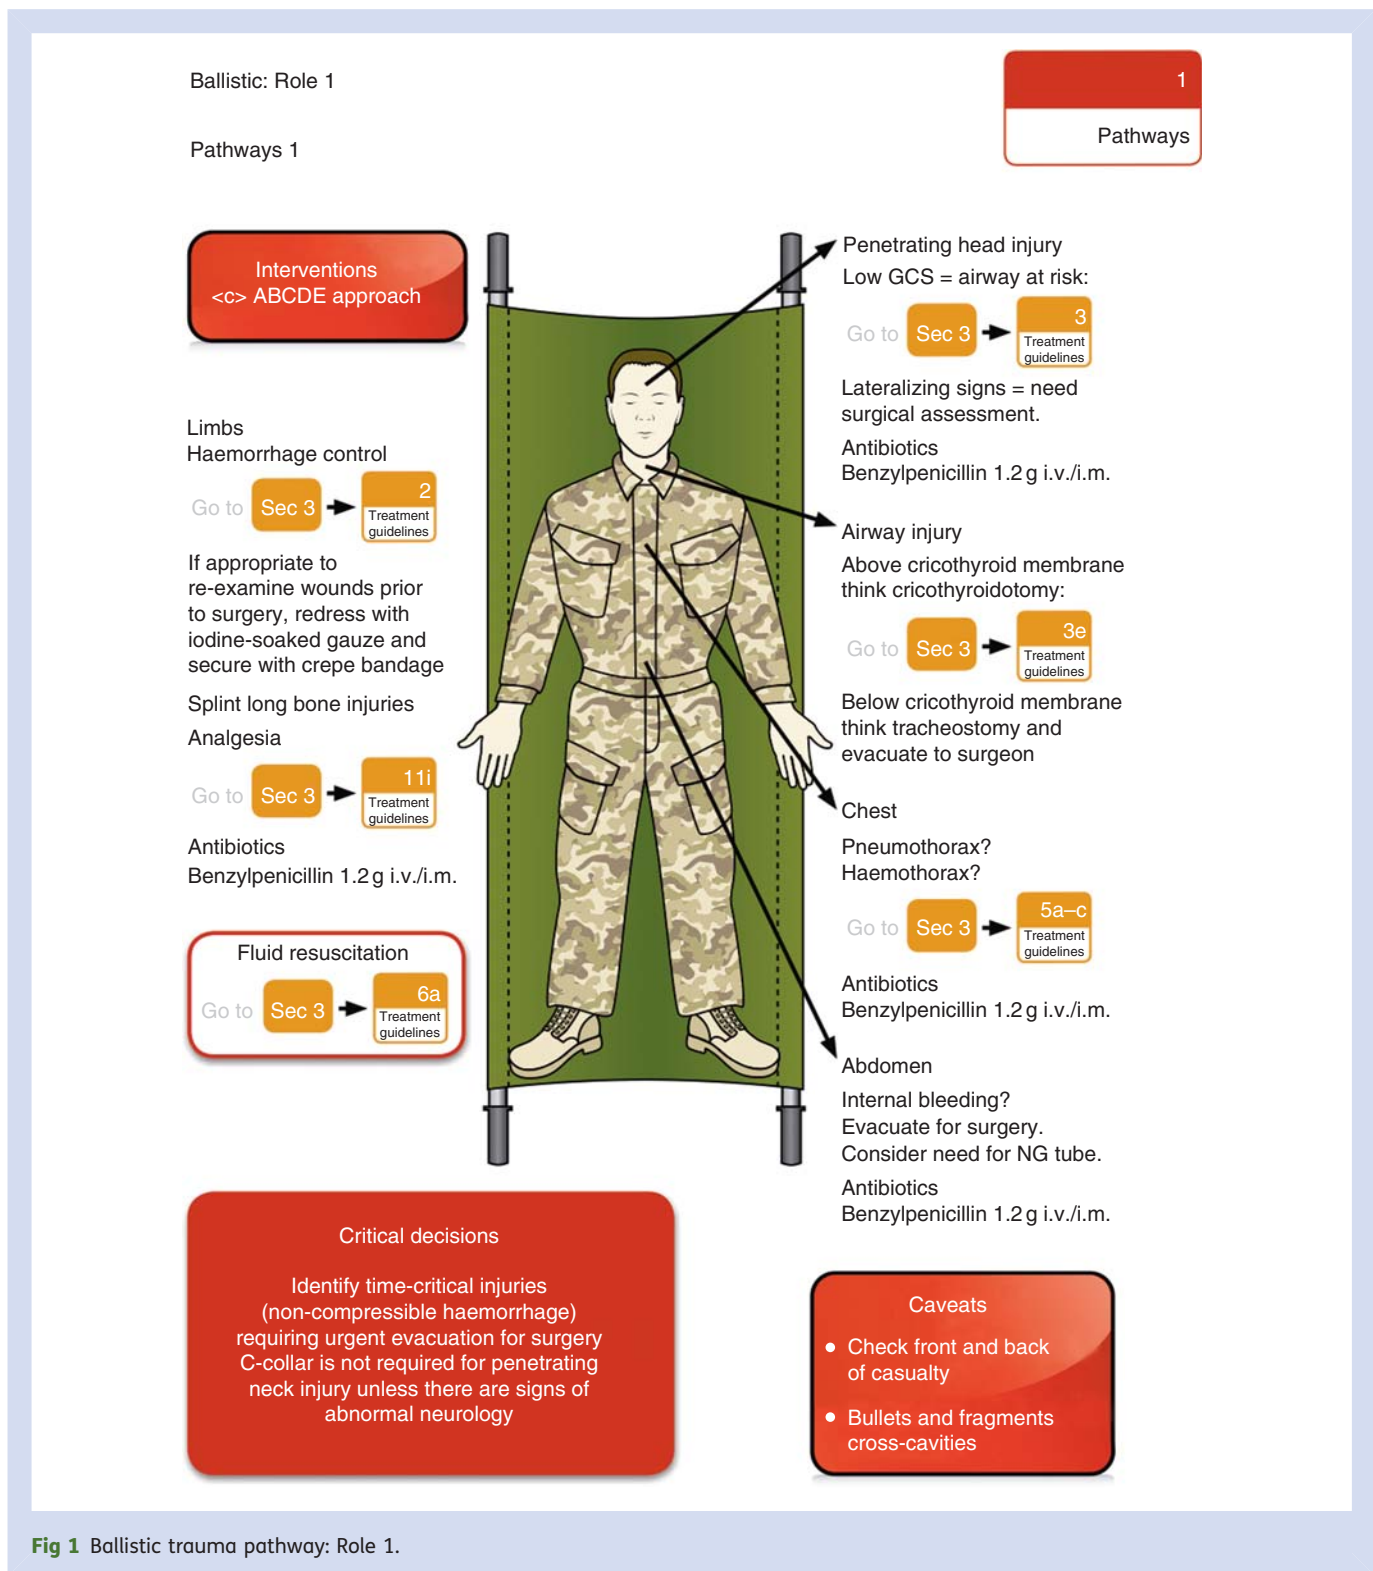 Ballistic: Role 1
Pathways 1
1
Pathways
Interventions
<c> ABCDE approach
Limbs
Haemorrhage control
Go to Sec 3 2
Treatment
guidelines
If appropriate to
re-examine wounds prior
to surgery, redress with
iodine-soaked gauze and
secure with crepe bandage
Splint long bone injuries
Analgesia
Go to Sec 3 11i
Treatment
guidelines
Antibiotics
Benzylpenicillin 1.2 g i.v./i.m.
Fluid resuscitation
Go to Sec 3 6a
Treatment
guidelines
Penetrating head injury
Low GCS = airway at risk:
Go to Sec 3 3
Treatment
guidelines
Lateralizing signs = need
surgical assessment.
Antibiotics
Benzylpenicillin 1.2 g i.v./i.m.
Airway injury
Above cricothyroid membrane
think cricothyroidotomy:
Go to Sec 3 3e
Treatment
guidelines
Below cricothyroid membrane
think tracheostomy and
evacuate to surgeon
Chest
Pneumothorax?
Haemothorax?
Go to Sec 3 5a–c
Treatment
guidelines
Antibiotics
Benzylpenicillin 1.2 g i.v./i.m.
Abdomen
Internal bleeding?
Evacuate for surgery.
Consider need for NG tube.
Antibiotics
Benzylpenicillin 1.2 g i.v./i.m.
Critical decisions
Identify time-critical injuries
(non-compressible haemorrhage)
requiring urgent evacuation for surgery
C-collar is not required for penetrating
neck injury unless there are signs of
abnormal neurology
Caveats
• Check front and back
of casualty
• Bullets and fragments
cross-cavities
Fig 1 Ballistic trauma pathway: Role 1.